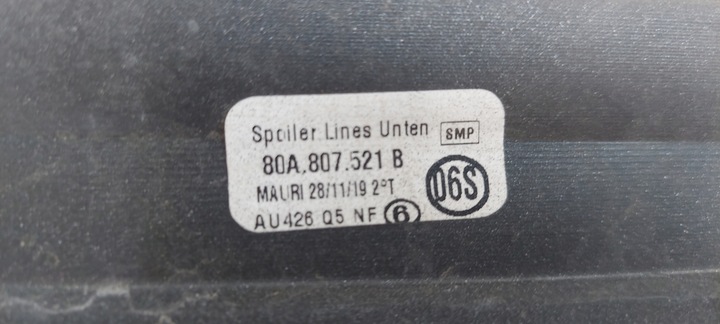 Spoiler Lines Unten SMP
80A.807.521 B
MAURI 28/11/19 2°T 06S
AU426 Q5 NF 6